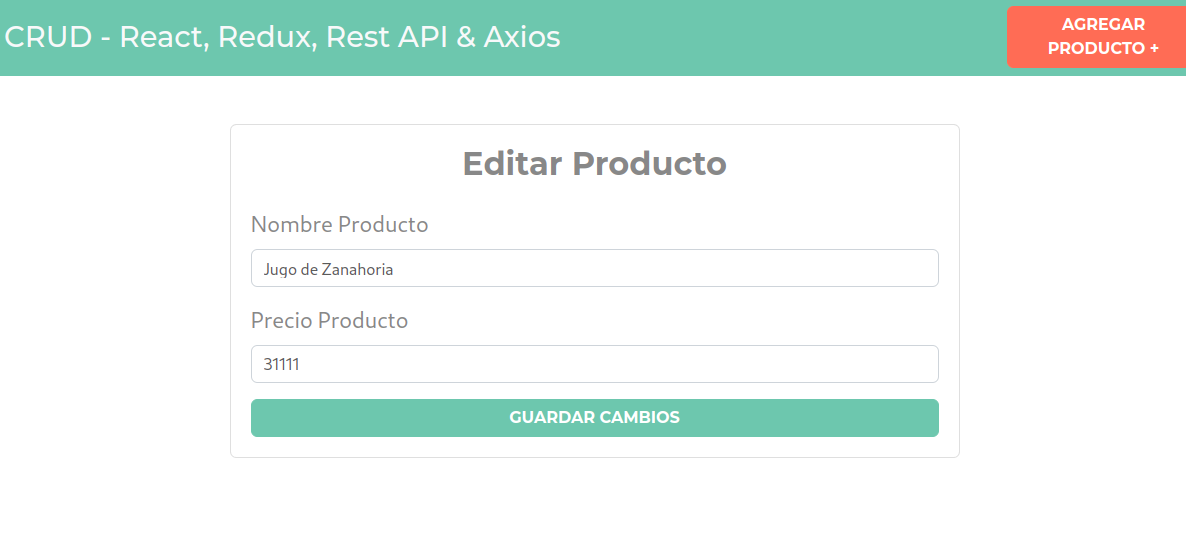 CRUD - React, Redux, Rest API & Axios
AGREGAR
PRODUCTO +
Editar Producto
Nombre Producto
Jugo de Zanahoria
Precio Producto
31111
GUARDAR CAMBIOS